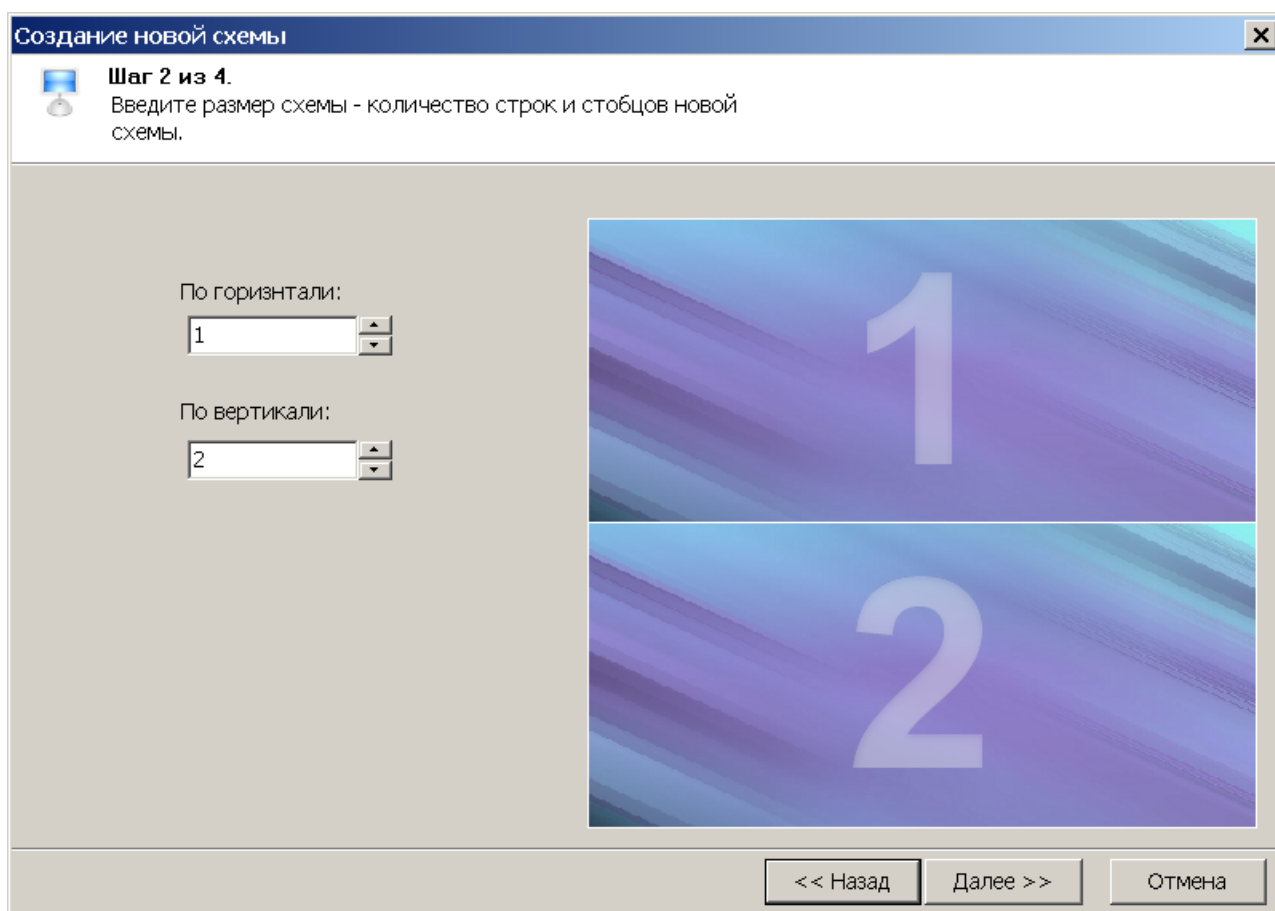 Создание новой схемы
Шаг 2 из 4.
Введите размер схемы - количество строк и стобцов новой
схемы.
По горизнтали:
1
По вертикали:
2
1
2
<< Назад
Далее >>
Отмена